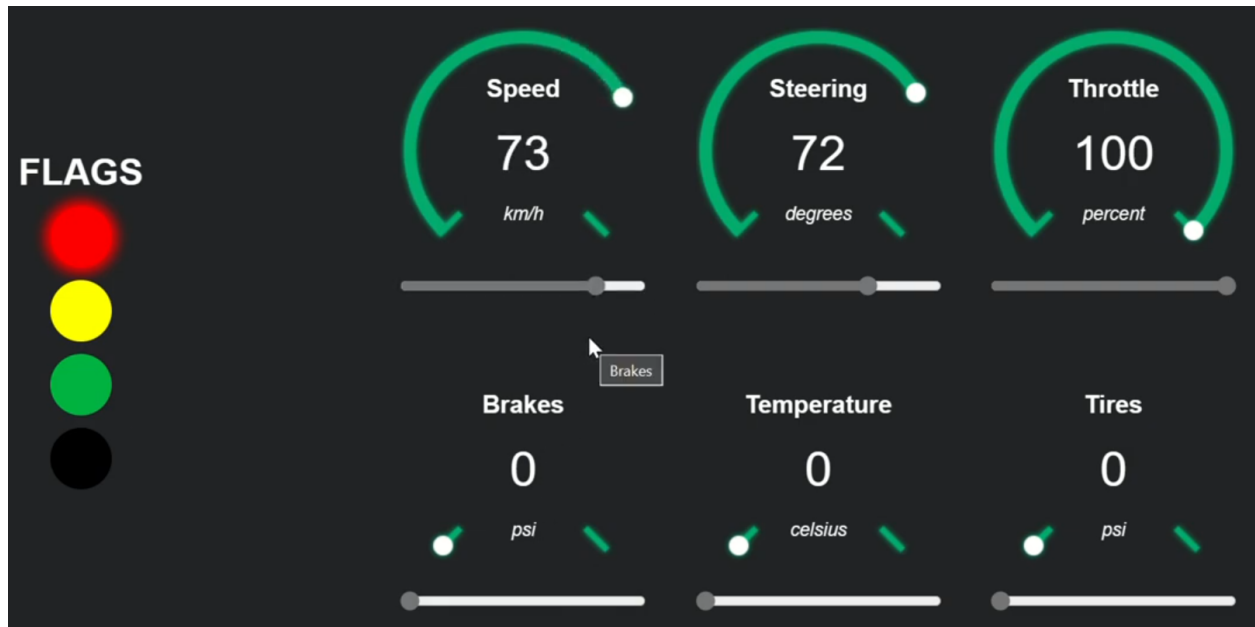 FLAGS
Speed
73
km/h
Steering
72
degrees
Throttle
100
percent
Brakes
Brakes
0
psi
Temperature
0
celsius
Tires
0
psi